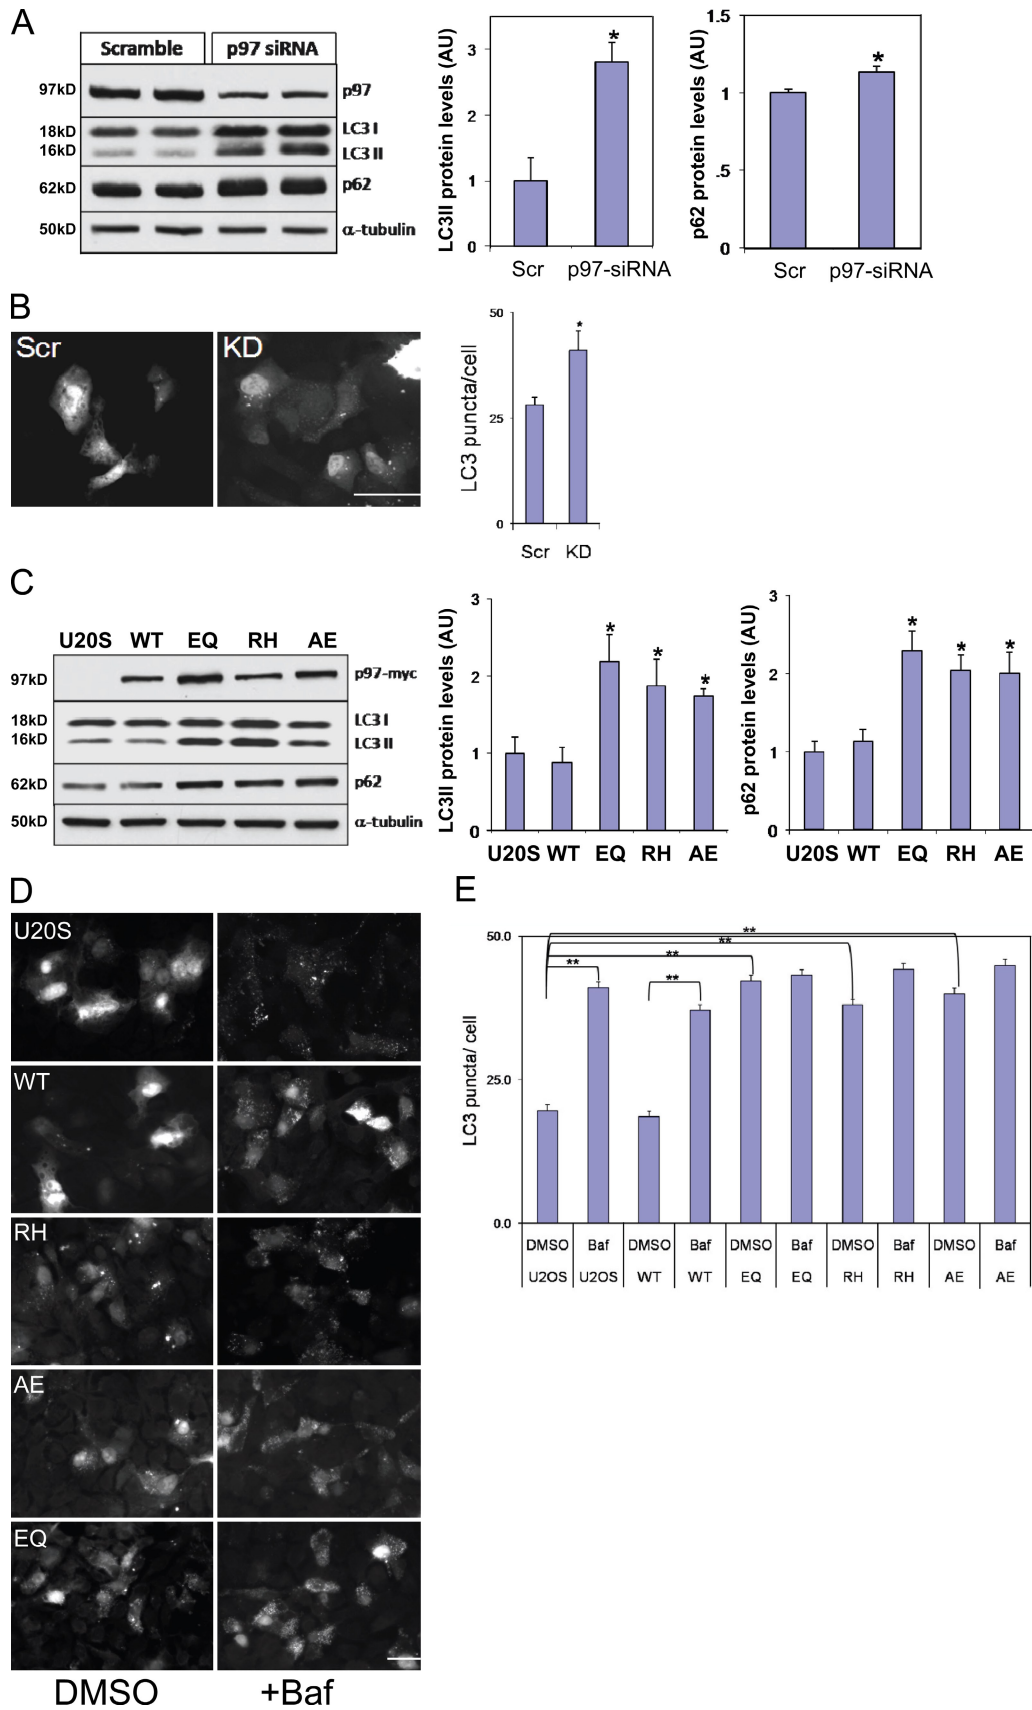 A
Scramble p97 siRNA
97kD p97
18kD LC3 I
16kD LC3 II
62kD p62
50kD α-tubulin
LC3II protein levels (AU)
3
*
2
1
0
Scr p97-siRNA
p62 protein levels (AU)
1.5
*
1
.5
0
Scr p97-siRNA
B
Scr KD
LC3 puncta/cell
50
*
25
0
Scr KD
C
U20S WT EQ RH AE
97kD p97-myc
18kD LC3 I
16kD LC3 II
62kD p62
50kD α-tubulin
LC3II protein levels (AU)
3
* * *
2
1
0
U20S WT EQ RH AE
p62 protein levels (AU)
3
* * *
2
1
0
U20S WT EQ RH AE
D
U20S
WT
RH
AE
EQ
DMSO +Baf
E
LC3 puncta/ cell
50.0
**
**
**
** **
25.0
0.0
DMSO Baf DMSO Baf DMSO Baf DMSO Baf DMSO Baf
U2OS U2OS WT WT EQ EQ RH RH AE AE